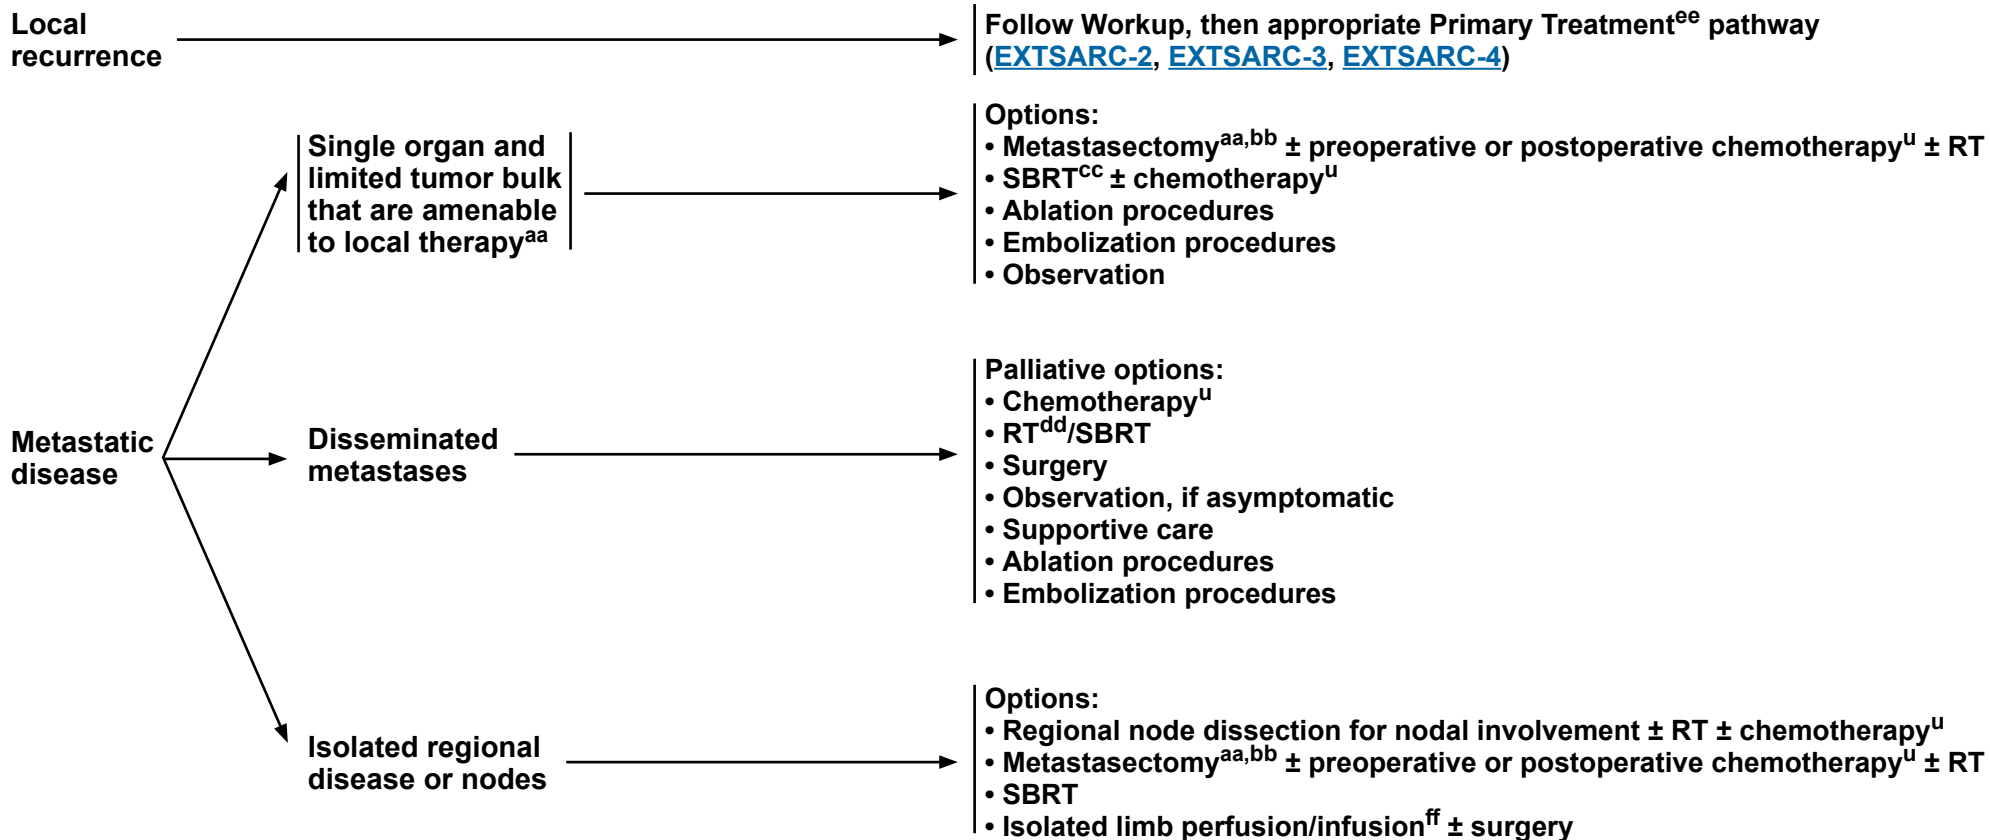 Local
recurrence
Follow Workup, then appropriate Primary Treatmentee pathway
(EXTSARC-2, EXTSARC-3, EXTSARC-4)
Metastatic
disease
Single organ and
limited tumor bulk
that are amenable
to local therapyaa
Options:
• Metastasectomyaa,bb ± preoperative or postoperative chemotherapyu ± RT
• SBRTcc ± chemotherapyu
• Ablation procedures
• Embolization procedures
• Observation
Disseminated
metastases
Palliative options:
• Chemotherapyu
• RTdd/SBRT
• Surgery
• Observation, if asymptomatic
• Supportive care
• Ablation procedures
• Embolization procedures
Isolated regional
disease or nodes
Options:
• Regional node dissection for nodal involvement ± RT ± chemotherapyu
• Metastasectomyaa,bb ± preoperative or postoperative chemotherapyu ± RT
• SBRT
• Isolated limb perfusion/infusionff ± surgery